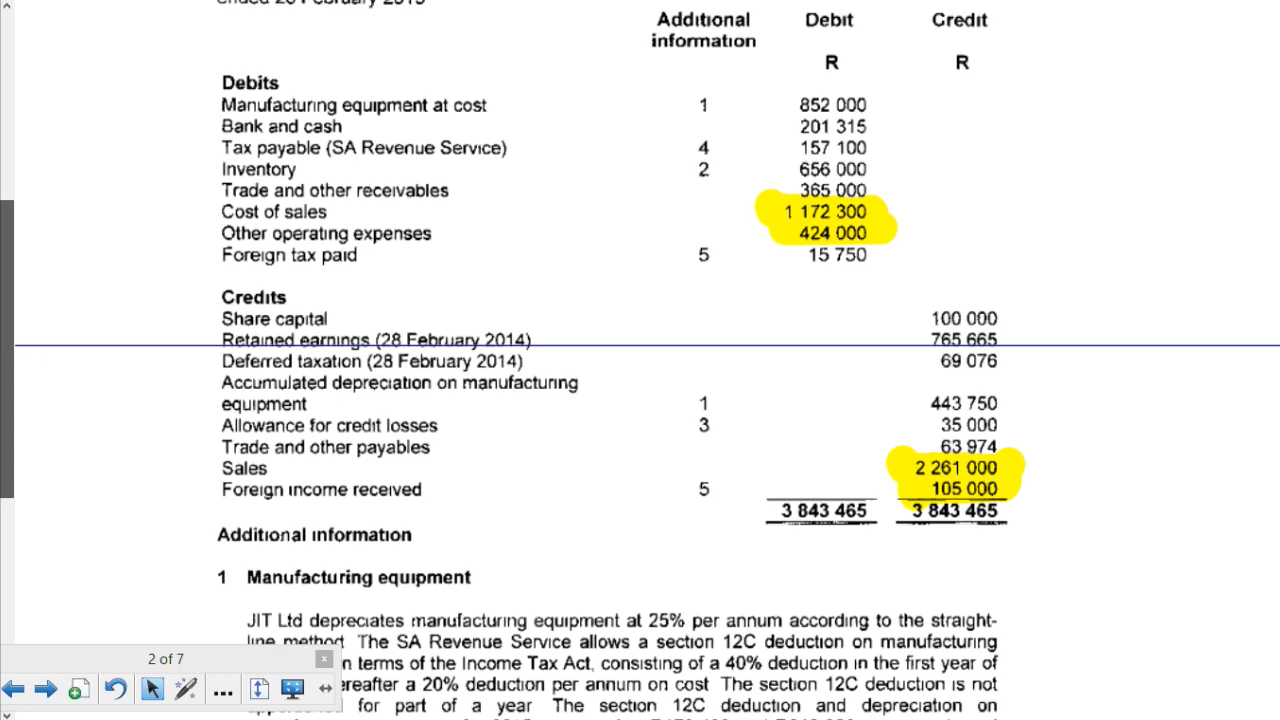 Additional Debit Credit
information
R R
Debits
Manufacturing equipment at cost 1 852 000
Bank and cash 201 315
Tax payable (SA Revenue Service) 4 157 100
Inventory 2 656 000
Trade and other receivables 365 000
Cost of sales 1 172 300
Other operating expenses 424 000
Foreign tax paid 5 15 750
Credits
Share capital 100 000
Retained earnings (28 February 2014) 765 665
Deferred taxation (28 February 2014) 69 076
Accumulated depreciation on manufacturing
equipment 1 443 750
Allowance for credit losses 3 35 000
Trade and other payables 63 974
Sales 2 261 000
Foreign income received 5 105 000
3 843 465 3 843 465
Additional information
1 Manufacturing equipment
JIT Ltd depreciates manufacturing equipment at 25% per annum according to the straight-
line method The SA Revenue Service allows a section 12C deduction on manufacturing
n terms of the Income Tax Act, consisting of a 40% deduction in the first year of
ereafter a 20% deduction per annum on cost The section 12C deduction is not
for part of a year The section 12C deduction and depreciation on
2 of 7